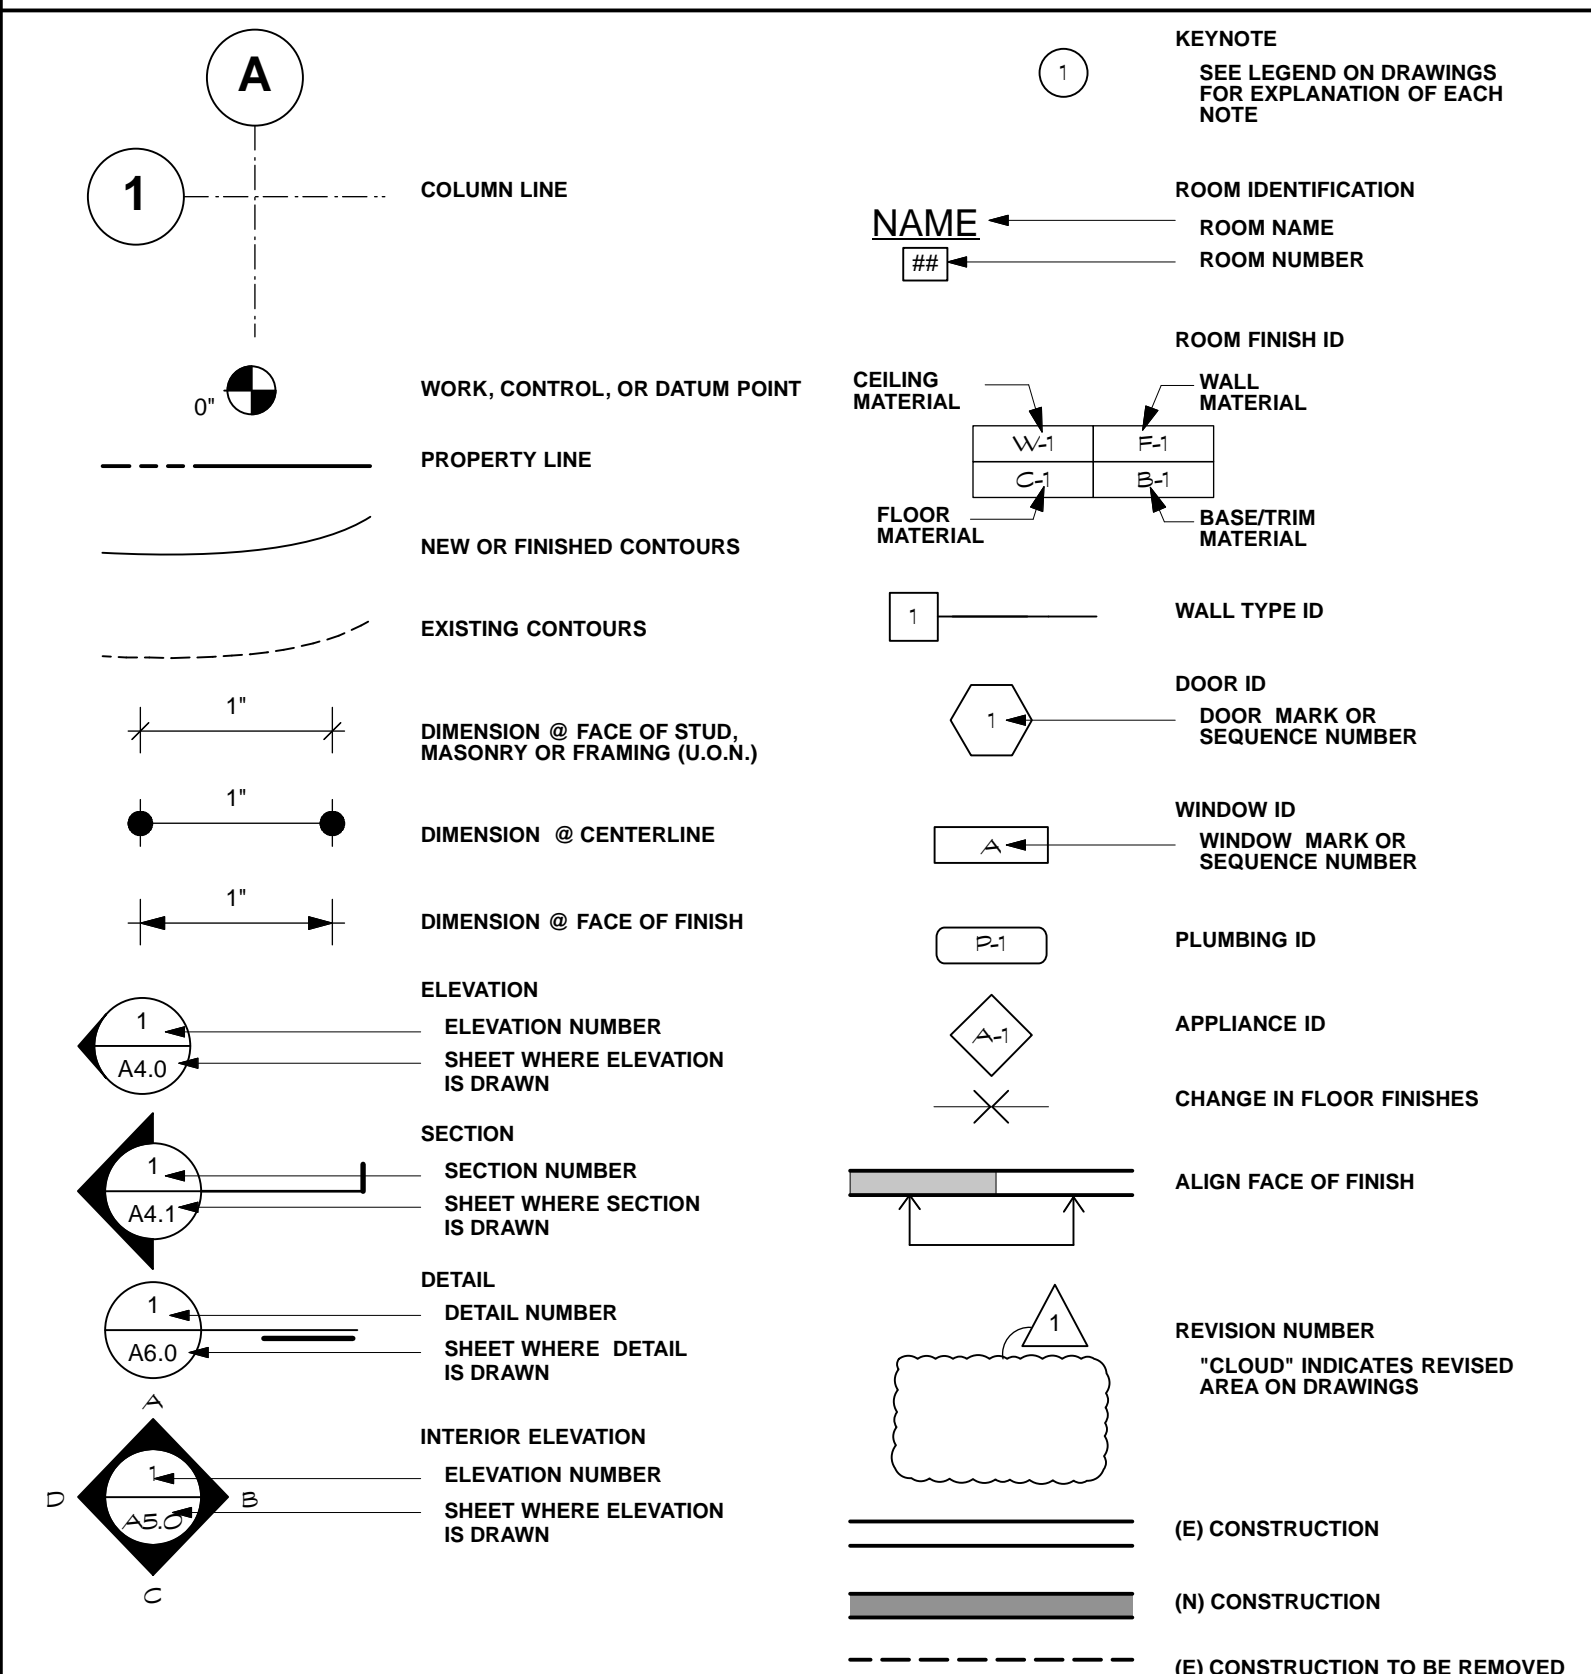 A
1
COLUMN LINE
0"
WORK, CONTROL, OR DATUM POINT
PROPERTY LINE
NEW OR FINISHED CONTOURS
EXISTING CONTOURS
1"
DIMENSION @ FACE OF STUD,
MASONRY OR FRAMING (U.O.N.)
1"
DIMENSION @ CENTERLINE
1"
DIMENSION @ FACE OF FINISH
ELEVATION
1
ELEVATION NUMBER
A4.0
SHEET WHERE ELEVATION
IS DRAWN
SECTION
1
SECTION NUMBER
A4.1
SHEET WHERE SECTION
IS DRAWN
DETAIL
1
DETAIL NUMBER
A6.0
SHEET WHERE DETAIL
IS DRAWN
A
INTERIOR ELEVATION
1
ELEVATION NUMBER
D
B
A5.0
SHEET WHERE ELEVATION
IS DRAWN
C
KEYNOTE
1
SEE LEGEND ON DRAWINGS
FOR EXPLANATION OF EACH
NOTE
ROOM IDENTIFICATION
NAME
ROOM NAME
##
ROOM NUMBER
ROOM FINISH ID
CEILING
MATERIAL
WALL
MATERIAL
W-1
F-1
C-1
B-1
FLOOR
MATERIAL
BASE/TRIM
MATERIAL
1
WALL TYPE ID
DOOR ID
1
DOOR MARK OR
SEQUENCE NUMBER
WINDOW ID
A
WINDOW MARK OR
SEQUENCE NUMBER
P-1
PLUMBING ID
A-1
APPLIANCE ID
CHANGE IN FLOOR FINISHES
ALIGN FACE OF FINISH
1
REVISION NUMBER
"CLOUD" INDICATES REVISED
AREA ON DRAWINGS
(E) CONSTRUCTION
(N) CONSTRUCTION
(E) CONSTRUCTION TO BE REMOVED